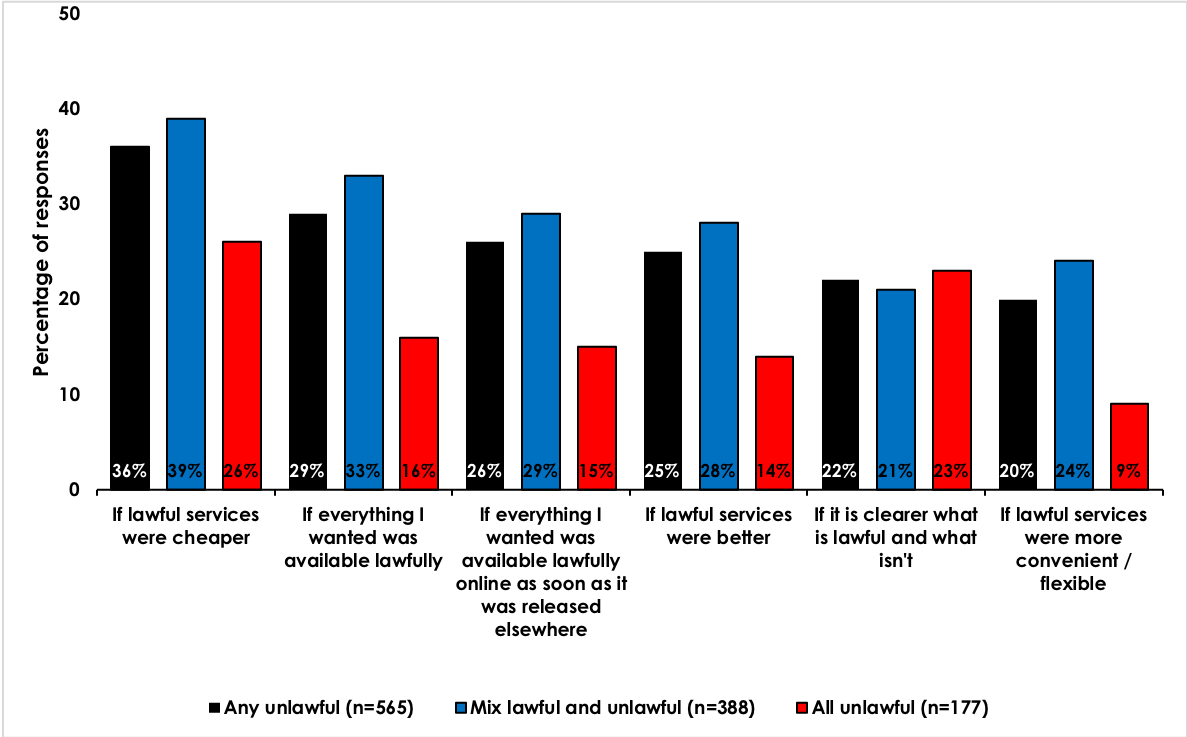 50
40
30
20
10
0
Percentage of responses
36% 39% 26% 29% 33% 16% 26% 29% 15% 25% 28% 14% 22% 21% 23% 20% 24% 9%
If lawful services
were cheaper
If everything I
wanted was
available lawfully
If everything I
wanted was
available lawfully
online as soon as it
was released
elsewhere
If lawful services
were better
If it is clearer what
is lawful and what
isn't
If lawful services
were more
convenient /
flexible
Any unlawful (n=565) Mix lawful and unlawful (n=388) All unlawful (n=177)